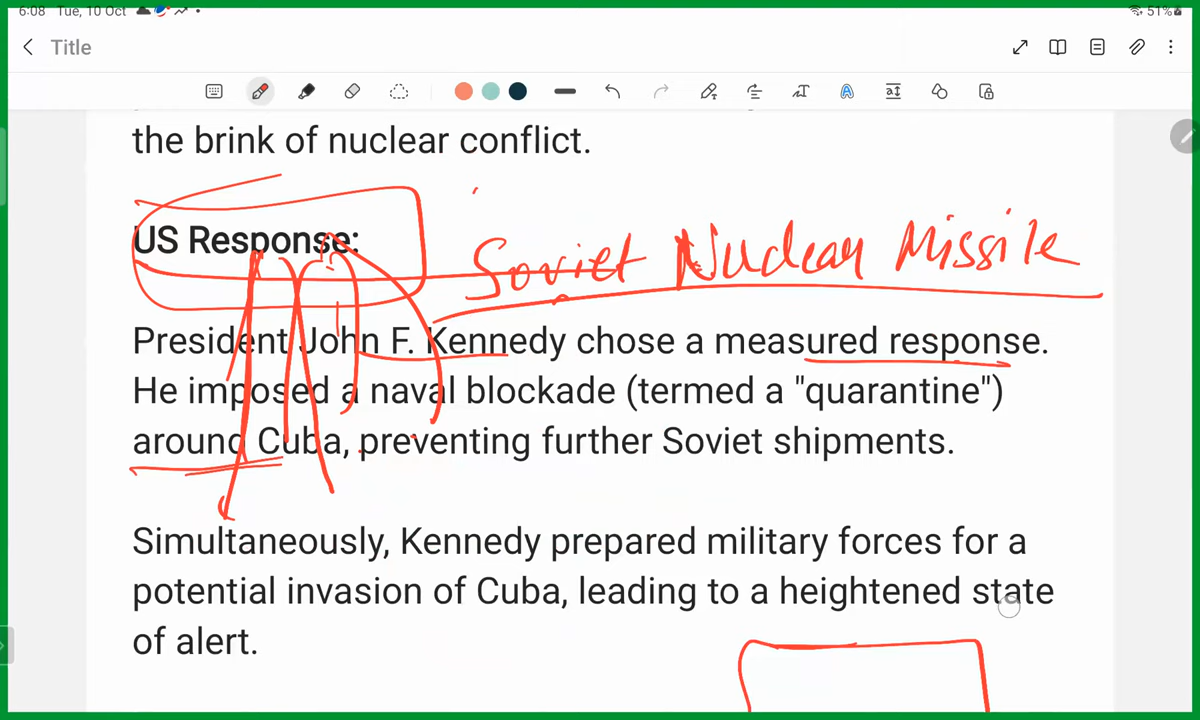 6:08 Tue, 10 Oct
51%
Title
the brink of nuclear conflict.
US Response:
Soviet Nuclear Missile
President John F. Kennedy chose a measured response.
He imposed a naval blockade (termed a "quarantine")
around Cuba, preventing further Soviet shipments.
Simultaneously, Kennedy prepared military forces for a
potential invasion of Cuba, leading to a heightened state
of alert.